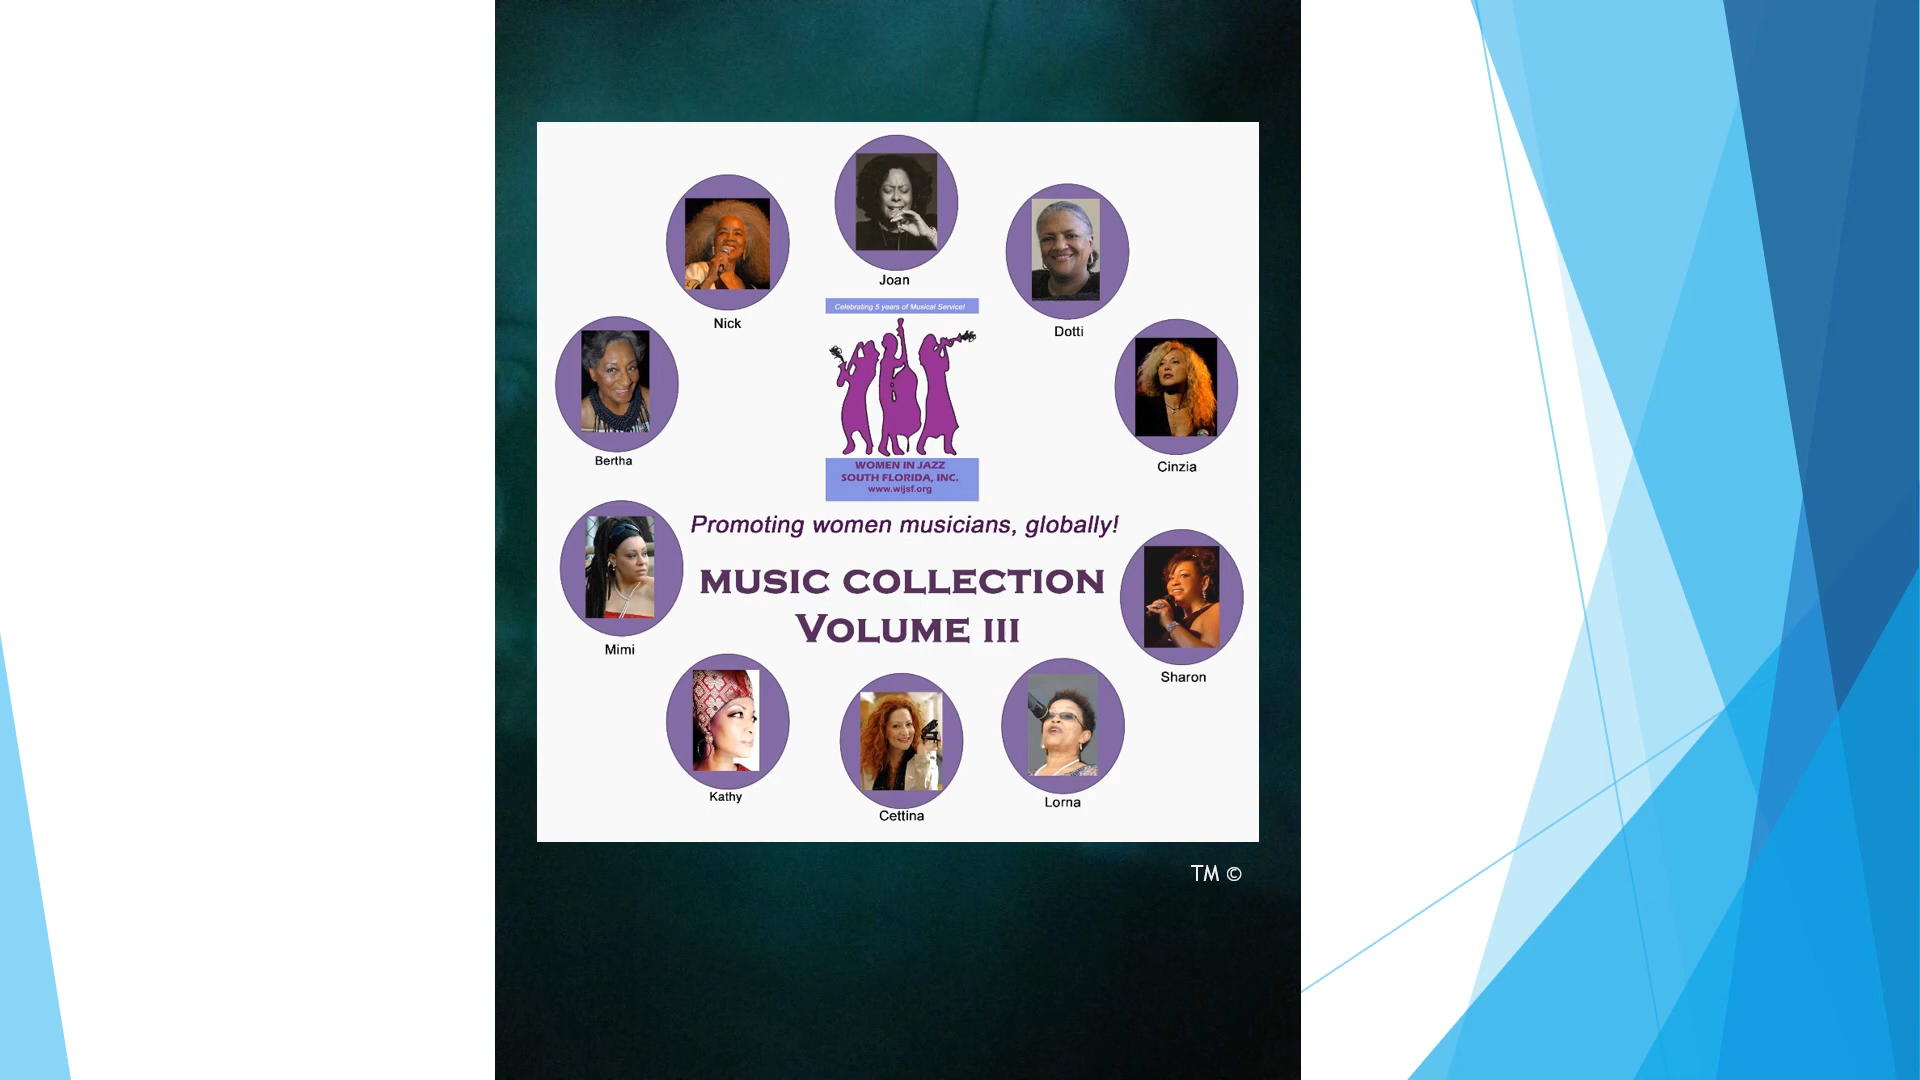 Joan
Nick
Dotti
Celebrating 5 years of Musical Service!
Bertha
Cinzia
WOMEN IN JAZZ
SOUTH FLORIDA, INC.
www.wijsf.org
Promoting women musicians, globally!
MUSIC COLLECTION
VOLUME III
Mimi
Sharon
Kathy
Lorna
Cettina
TM ©